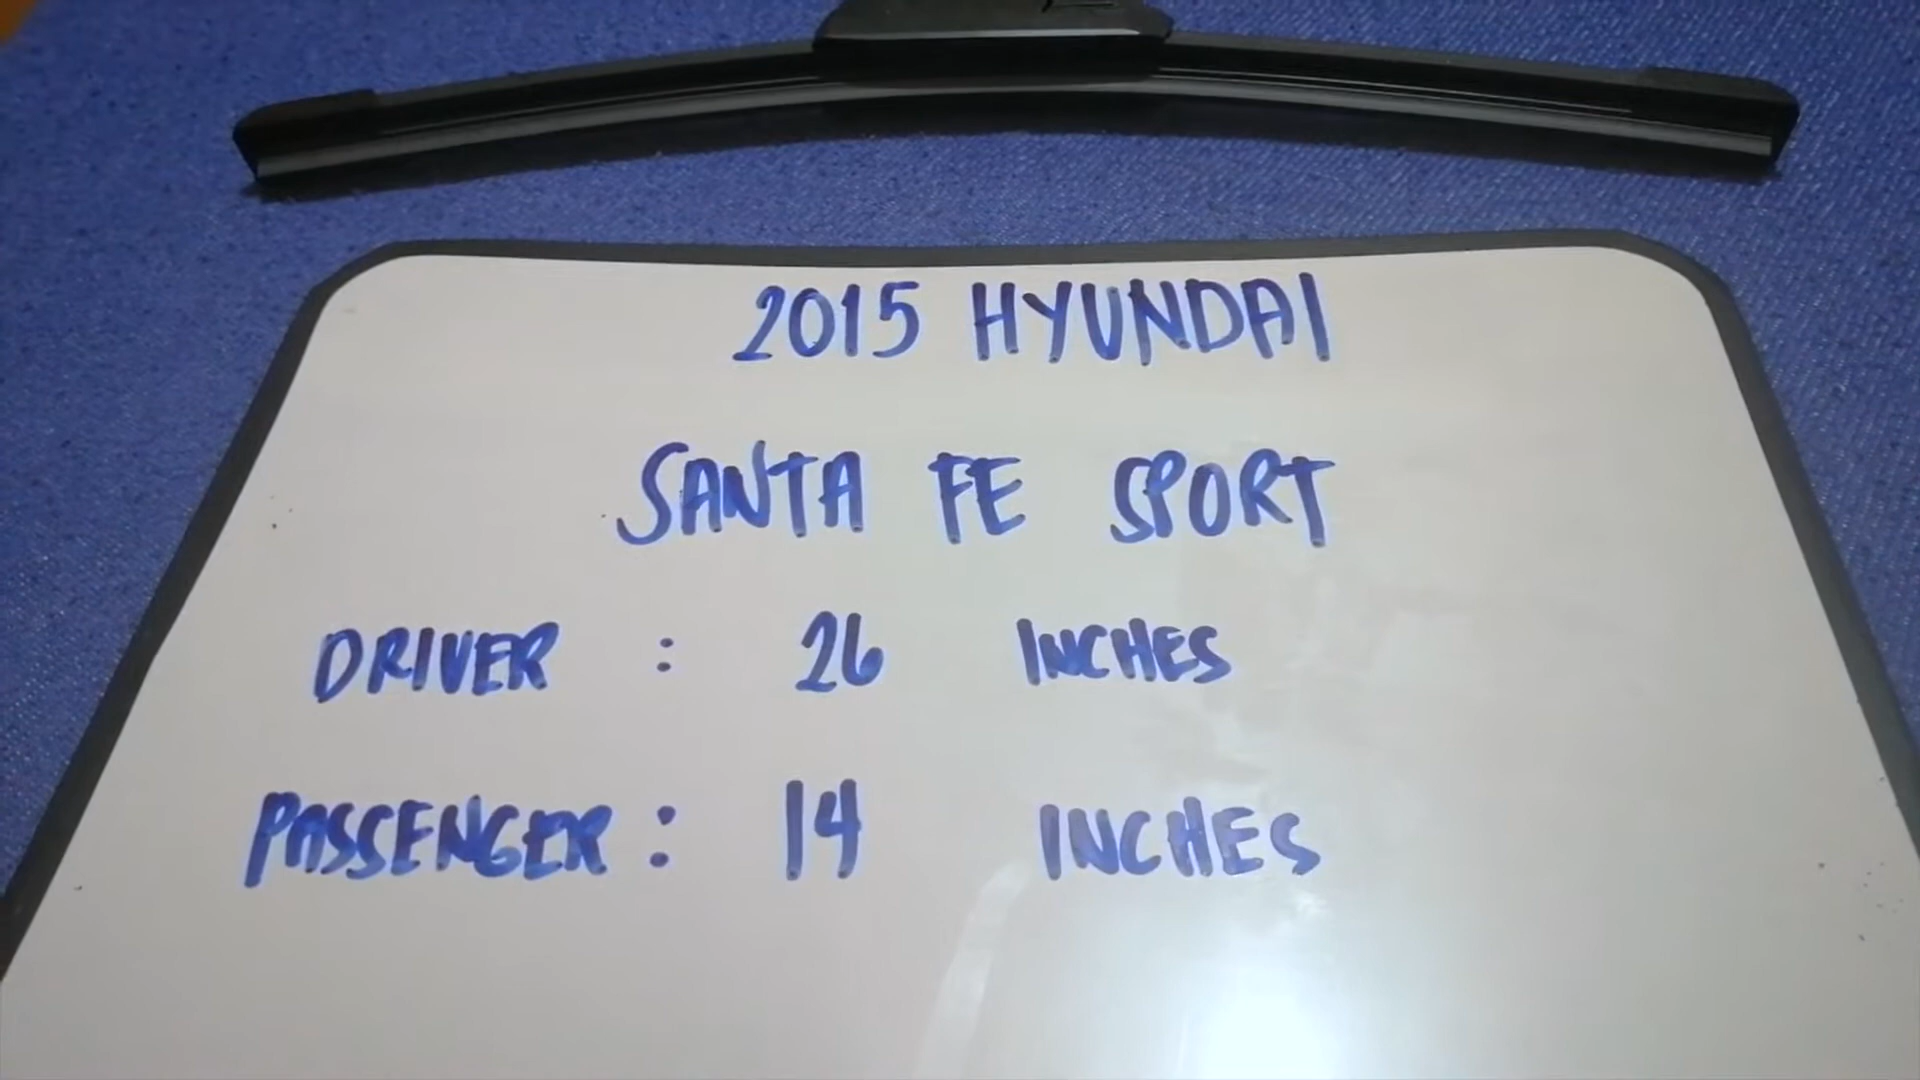 2015 HYUNDAI
SANTA FE SPORT
DRIVER : 26 INCHES
PASSENGER : 14 INCHES